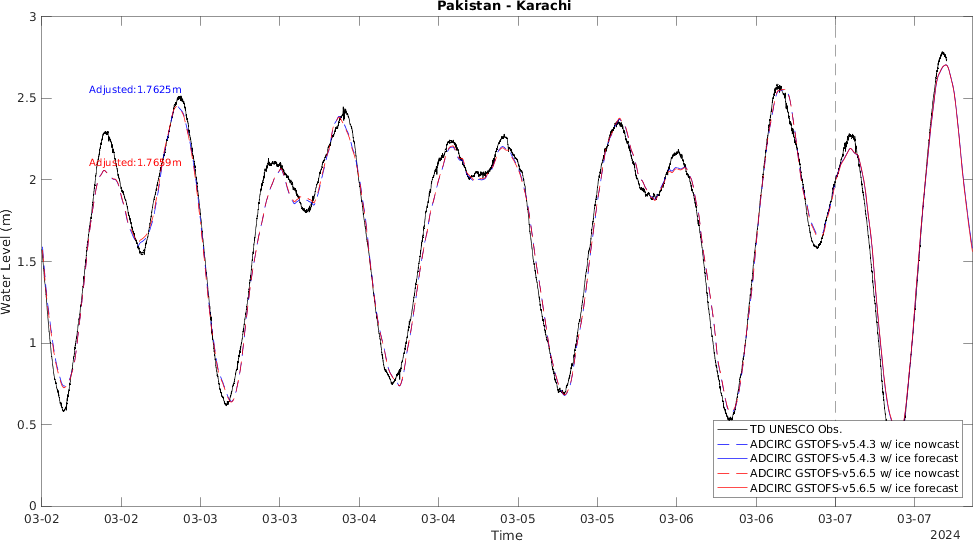 Pakistan - Karachi
3
2.5
2
1.5
1
0.5
0
Water Level (m)
Adjusted:1.7625m
Adjusted:1.7659m
TD UNESCO Obs.
ADCIRC GSTOFS-v5.4.3 w/ ice nowcast
ADCIRC GSTOFS-v5.4.3 w/ ice forecast
ADCIRC GSTOFS-v5.6.5 w/ ice nowcast
ADCIRC GSTOFS-v5.6.5 w/ ice forecast
03-02 03-02 03-03 03-03 03-04 03-04 03-05 03-05 03-06 03-06 03-07 03-07
Time
2024